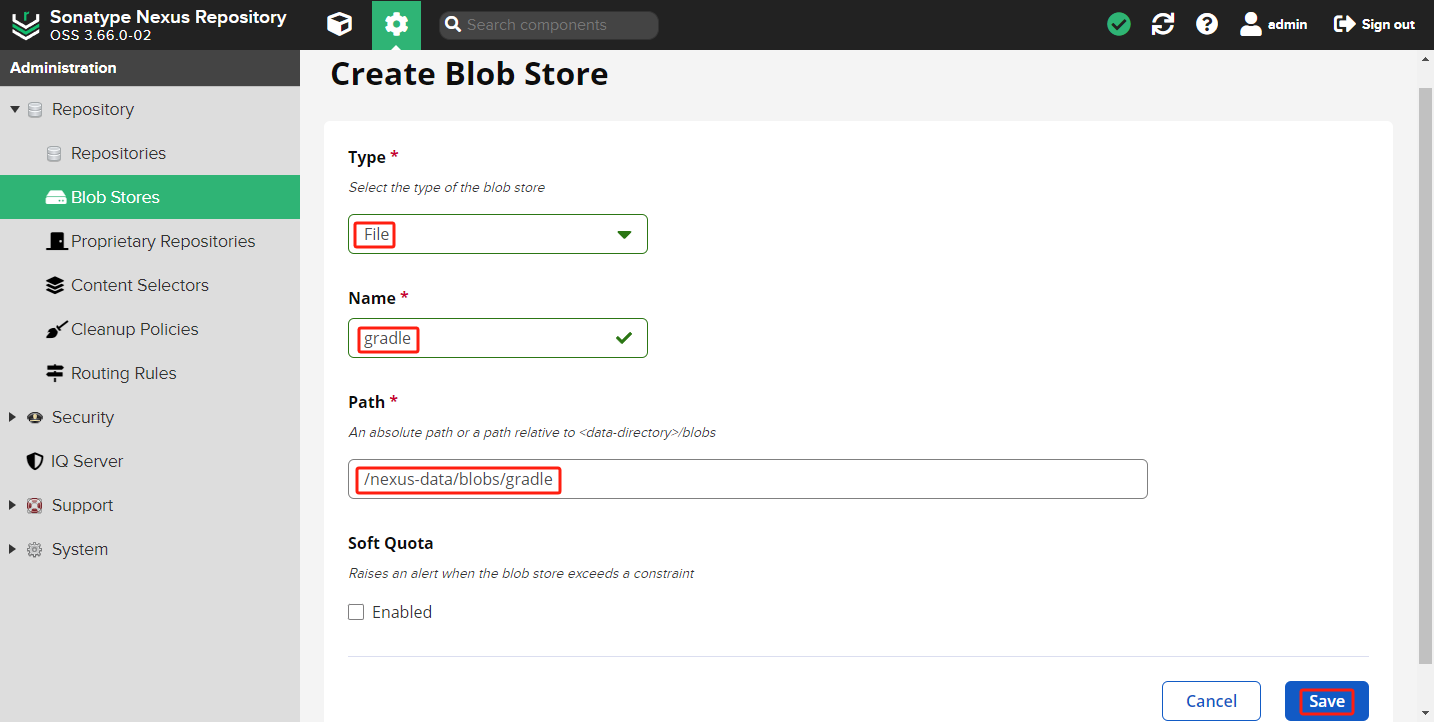 Sonatype Nexus Repository
OSS 3.66.0-02
Search components
admin
Sign out
Administration
Repository
Repositories
Blob Stores
Proprietary Repositories
Content Selectors
Cleanup Policies
Routing Rules
Security
IQ Server
Support
System
Create Blob Store
Type *
Select the type of the blob store
File
Name *
gradle
Path *
An absolute path or a path relative to <data-directory>/blobs
/nexus-data/blobs/gradle
Soft Quota
Raises an alert when the blob store exceeds a constraint
Enabled
Cancel
Save